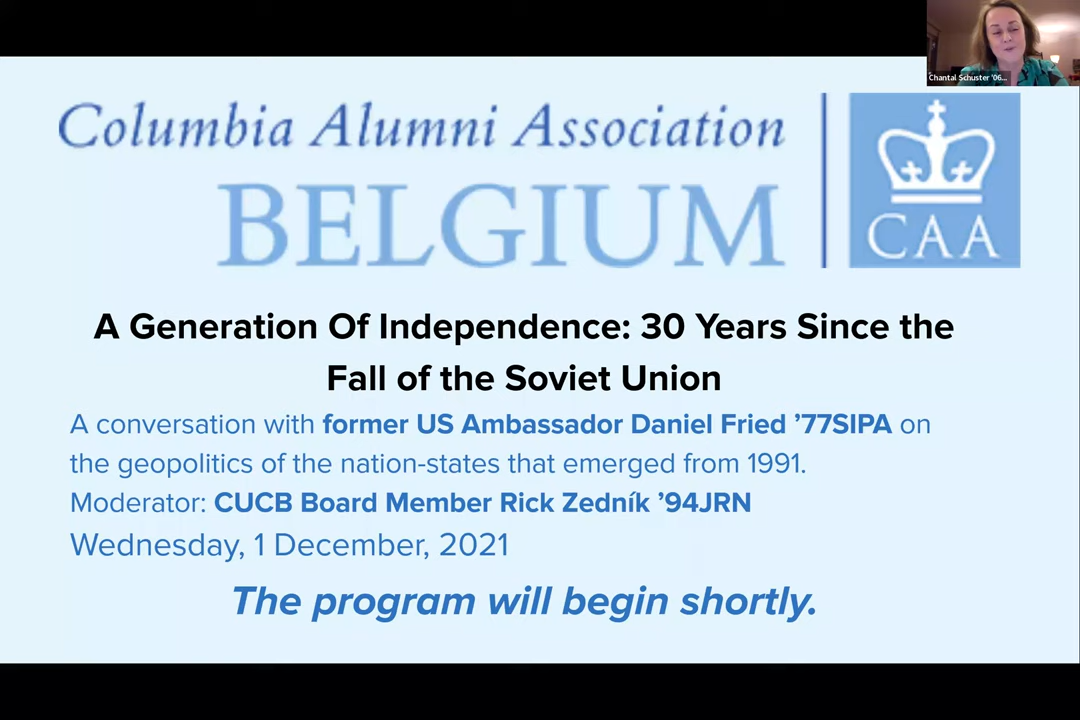 Chantal Schuster '06...
Columbia Alumni Association
BELGIUM
CAA
A Generation Of Independence: 30 Years Since the
Fall of the Soviet Union
A conversation with former US Ambassador Daniel Fried ’77SIPA on
the geopolitics of the nation-states that emerged from 1991.
Moderator: CUCB Board Member Rick Zedník ’94JRN
Wednesday, 1 December, 2021
The program will begin shortly.